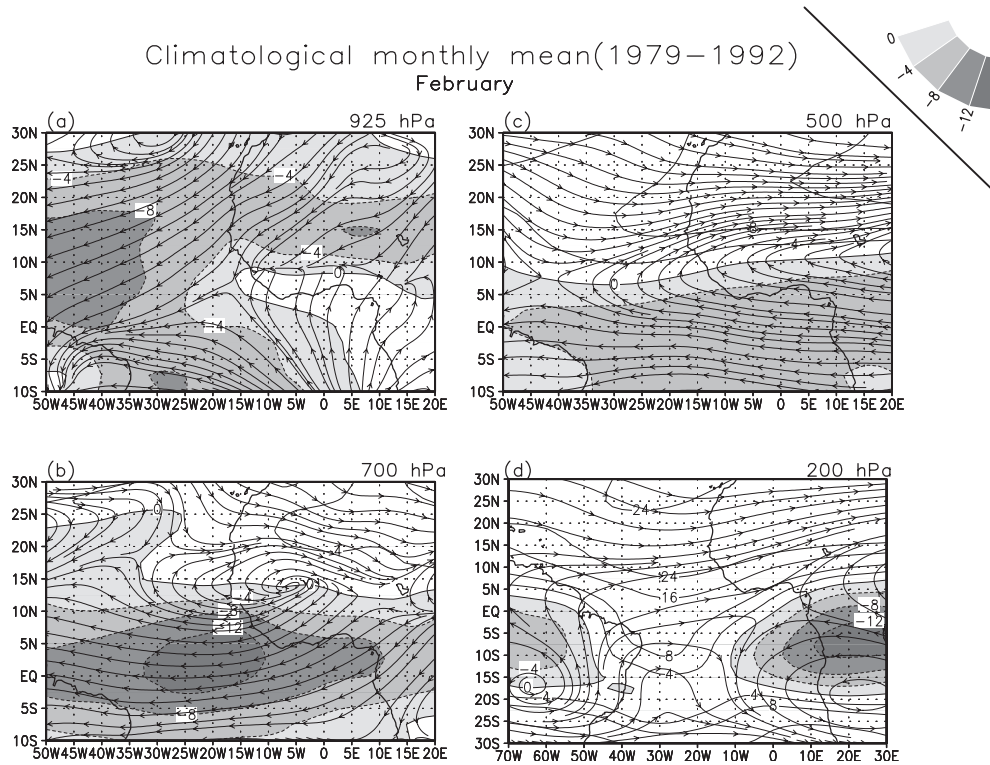 Climatological monthly mean(1979−1992)
February
0
−4
−8
−12
(a) 925 hPa
30N
25N
20N
15N
10N
5N
EQ
5S
10S
−4
−4
−8
−4
0
−4
50W45W40W35W30W25W20W15W10W 5W 0 5E 10E 15E 20E
(c) 500 hPa
30N
25N
20N
15N
10N
5N
EQ
5S
10S
8
4
0
50W45W40W35W30W25W20W15W10W 5W 0 5E 10E 15E 20E
(b) 700 hPa
30N
25N
20N
15N
10N
5N
EQ
5S
10S
0
4
0
−4
−8
−12
−8
50W45W40W35W30W25W20W15W10W 5W 0 5E 10E 15E 20E
(d) 200 hPa
30N
25N
20N
15N
10N
5N
EQ
5S
10S
15S
20S
25S
30S
24
24
16
−8
−12
8
−4
4
0
4
4
8
70W 60W 50W 40W 30W 20W 10W 0 10E 20E 30E